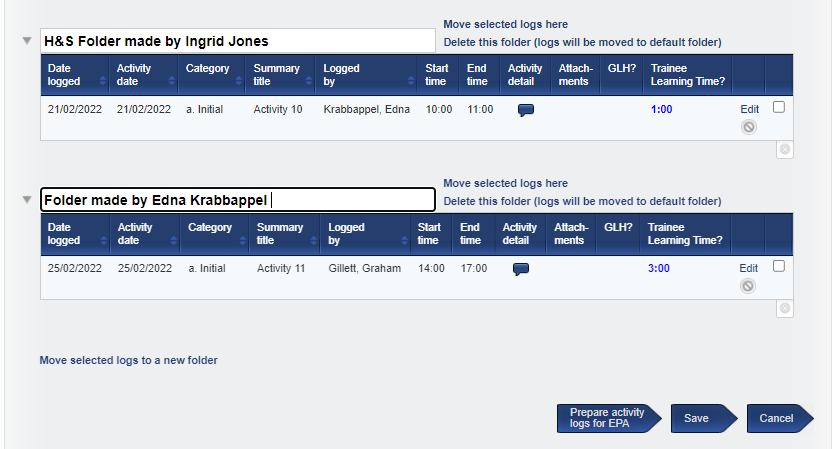 Move selected logs here
H&S Folder made by Ingrid Jones
Delete this folder (logs will be moved to default folder)
Date logged Activity date Category Summary title Logged by Start time End time Activity detail Attach-ments GLH? Trainee Learning Time?
21/02/2022 21/02/2022 a. Initial Activity 10 Krabbappel, Edna 10:00 11:00 1:00 Edit
Move selected logs here
Folder made by Edna Krabbappel
Delete this folder (logs will be moved to default folder)
Date logged Activity date Category Summary title Logged by Start time End time Activity detail Attach-ments GLH? Trainee Learning Time?
25/02/2022 25/02/2022 a. Initial Activity 11 Gillett, Graham 14:00 17:00 3:00 Edit
Move selected logs to a new folder
Prepare activity
logs for EPA
Save
Cancel